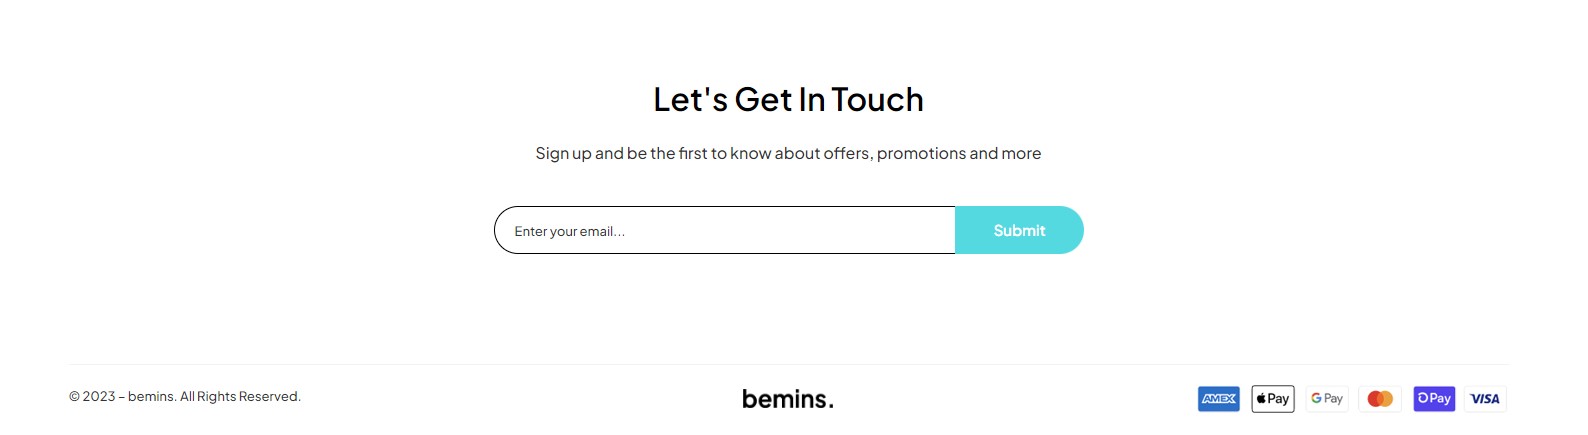 Let's Get In Touch
Sign up and be the first to know about offers, promotions and more
Enter your email...
Submit
© 2023 – bemins. All Rights Reserved.
bemins.
AMEX
Pay
G Pay
Pay
VISA